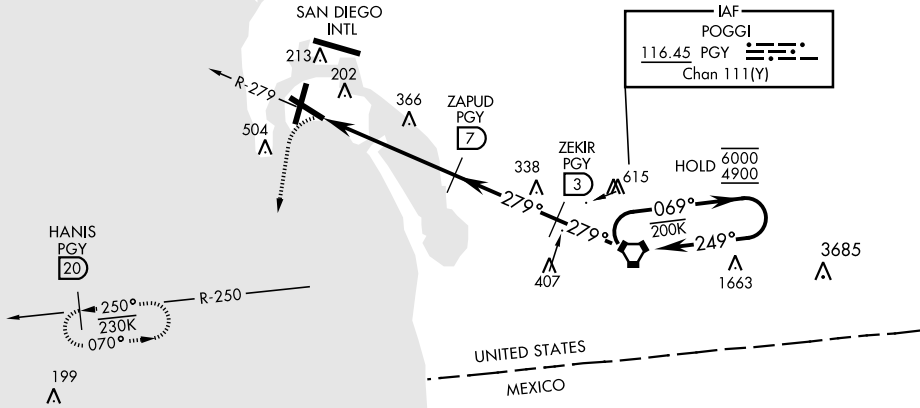 SAN DIEGO
INTL
213
202
R-279
504
366
ZAPUD
PGY
7
338
ZEKIR
PGY
3
407
279°
279°
IAF
POGGI
116.45 PGY
Chan 111(Y)
615
HOLD 6000
4900
069°
200K
249°
1663
3685
HANIS
PGY
20
250°
230K
070°
R-250
199
UNITED STATES
MEXICO